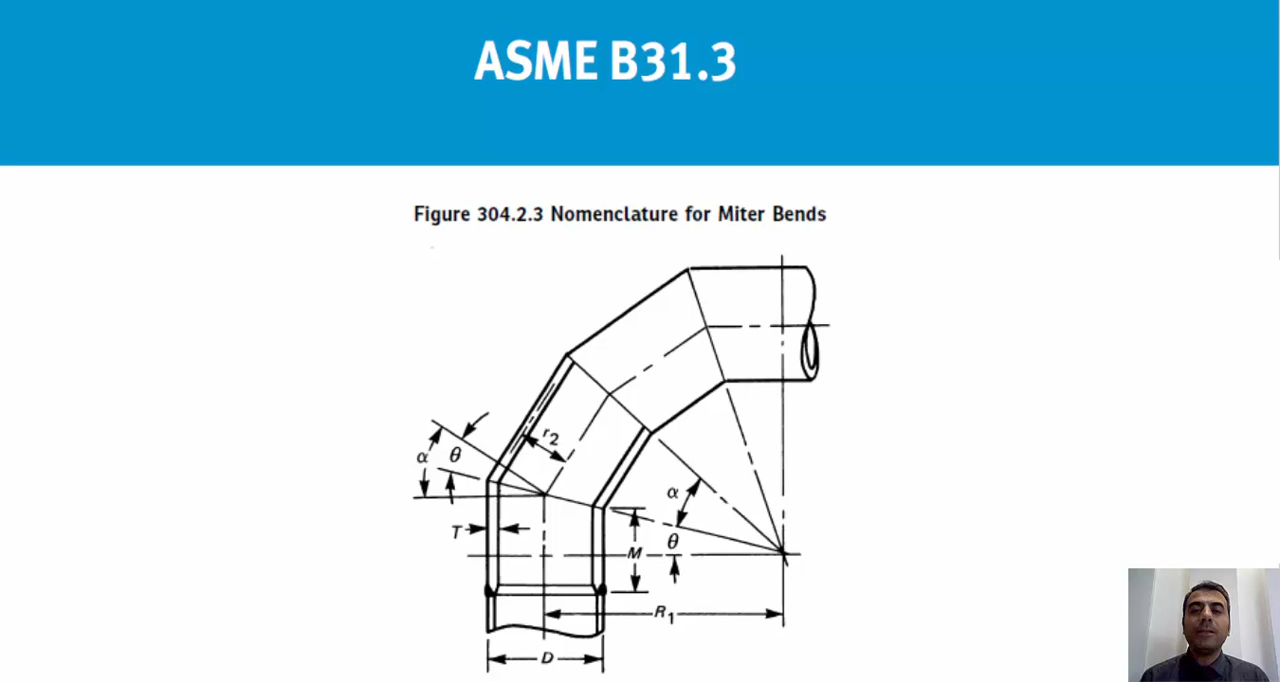 ASME B31.3
Figure 304.2.3 Nomenclature for Miter Bends
r2
α
θ
α
T
θ
M
R1
D